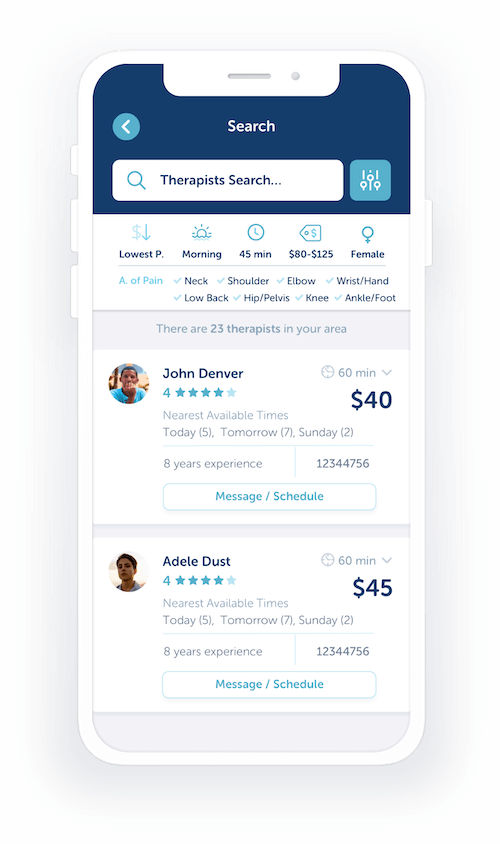 Search
Therapists Search...
Lowest P. Morning 45 min $80-$125 Female
A. of Pain Neck Shoulder Elbow Wrist/Hand
Low Back Hip/Pelvis Knee Ankle/Foot
There are 23 therapists in your area
John Denver 60 min
4 $40
Nearest Available Times
Today (5), Tomorrow (7), Sunday (2)
8 years experience 12344756
Message / Schedule
Adele Dust 60 min
4 $45
Nearest Available Times
Today (5), Tomorrow (7), Sunday (2)
8 years experience 12344756
Message / Schedule